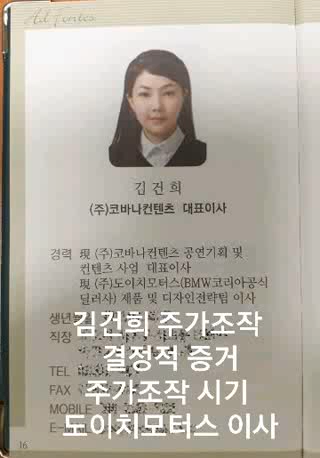 Ad Fontes
김 건 희
(주)코바나컨텐츠 대표이사
경력 現 (주)코바나컨텐츠 공연기획 및
컨텐츠 사업 대표이사
現 (주)도이치모터스(BMW코리아공식
딜러사) 제품 및 디자인전략팀 이사
생년
김건희 주가조작
직장
결정적 증거
TEL
FAX
주가조작 시기
MOBILE
도이치모터스 이사
16